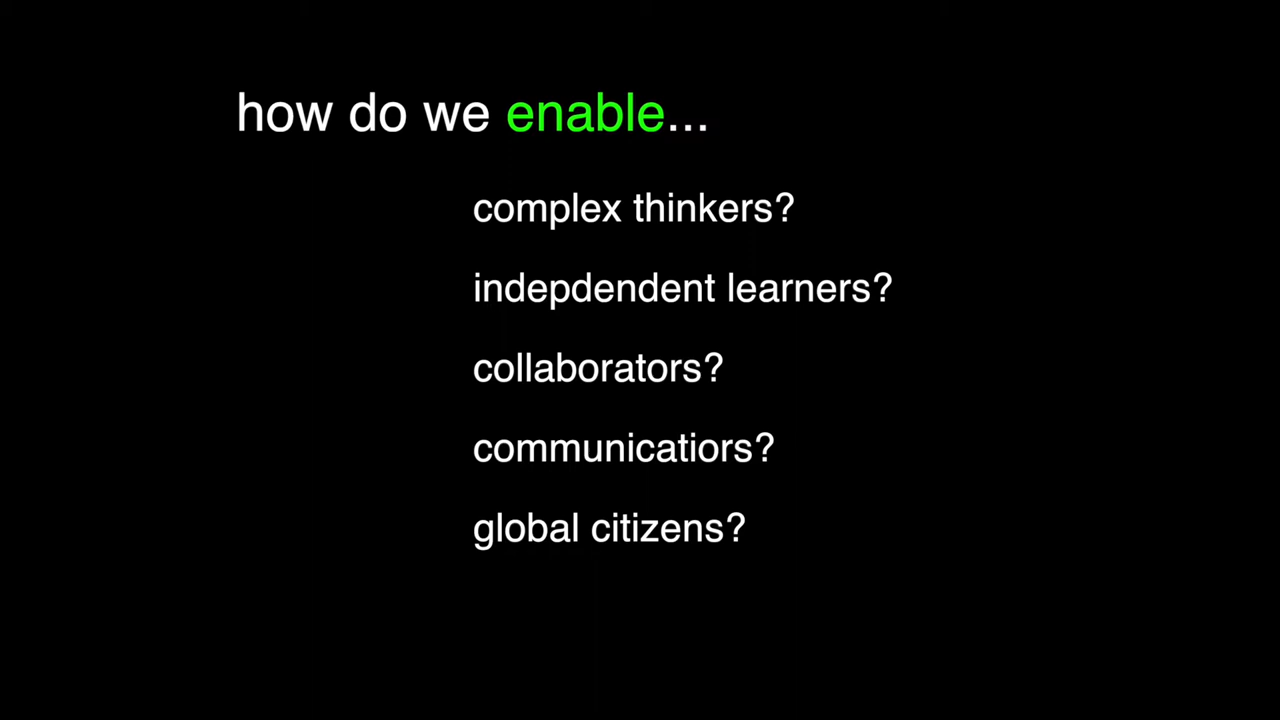 how do we enable...
complex thinkers?
indepdendent learners?
collaborators?
communicatiors?
global citizens?